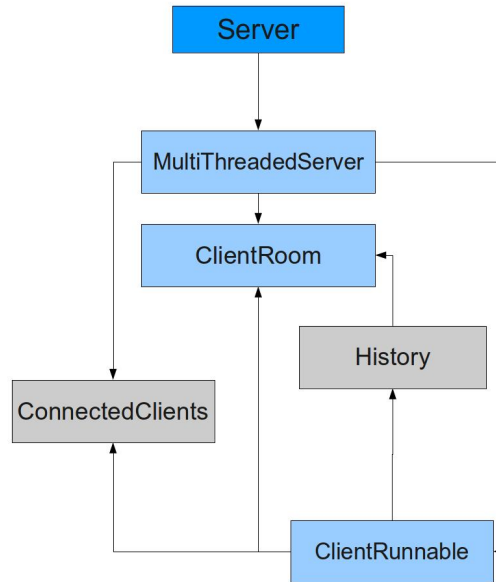 Server
MultiThreadedServer
ClientRoom
History
ConnectedClients
ClientRunnable